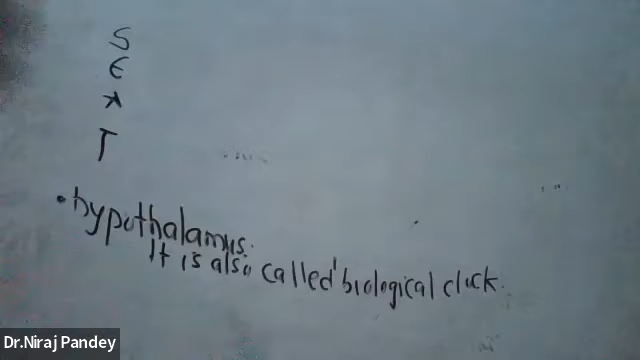 S
E
A
T
• hypothalamus.
It is also called biological clock.
Dr.Niraj Pandey